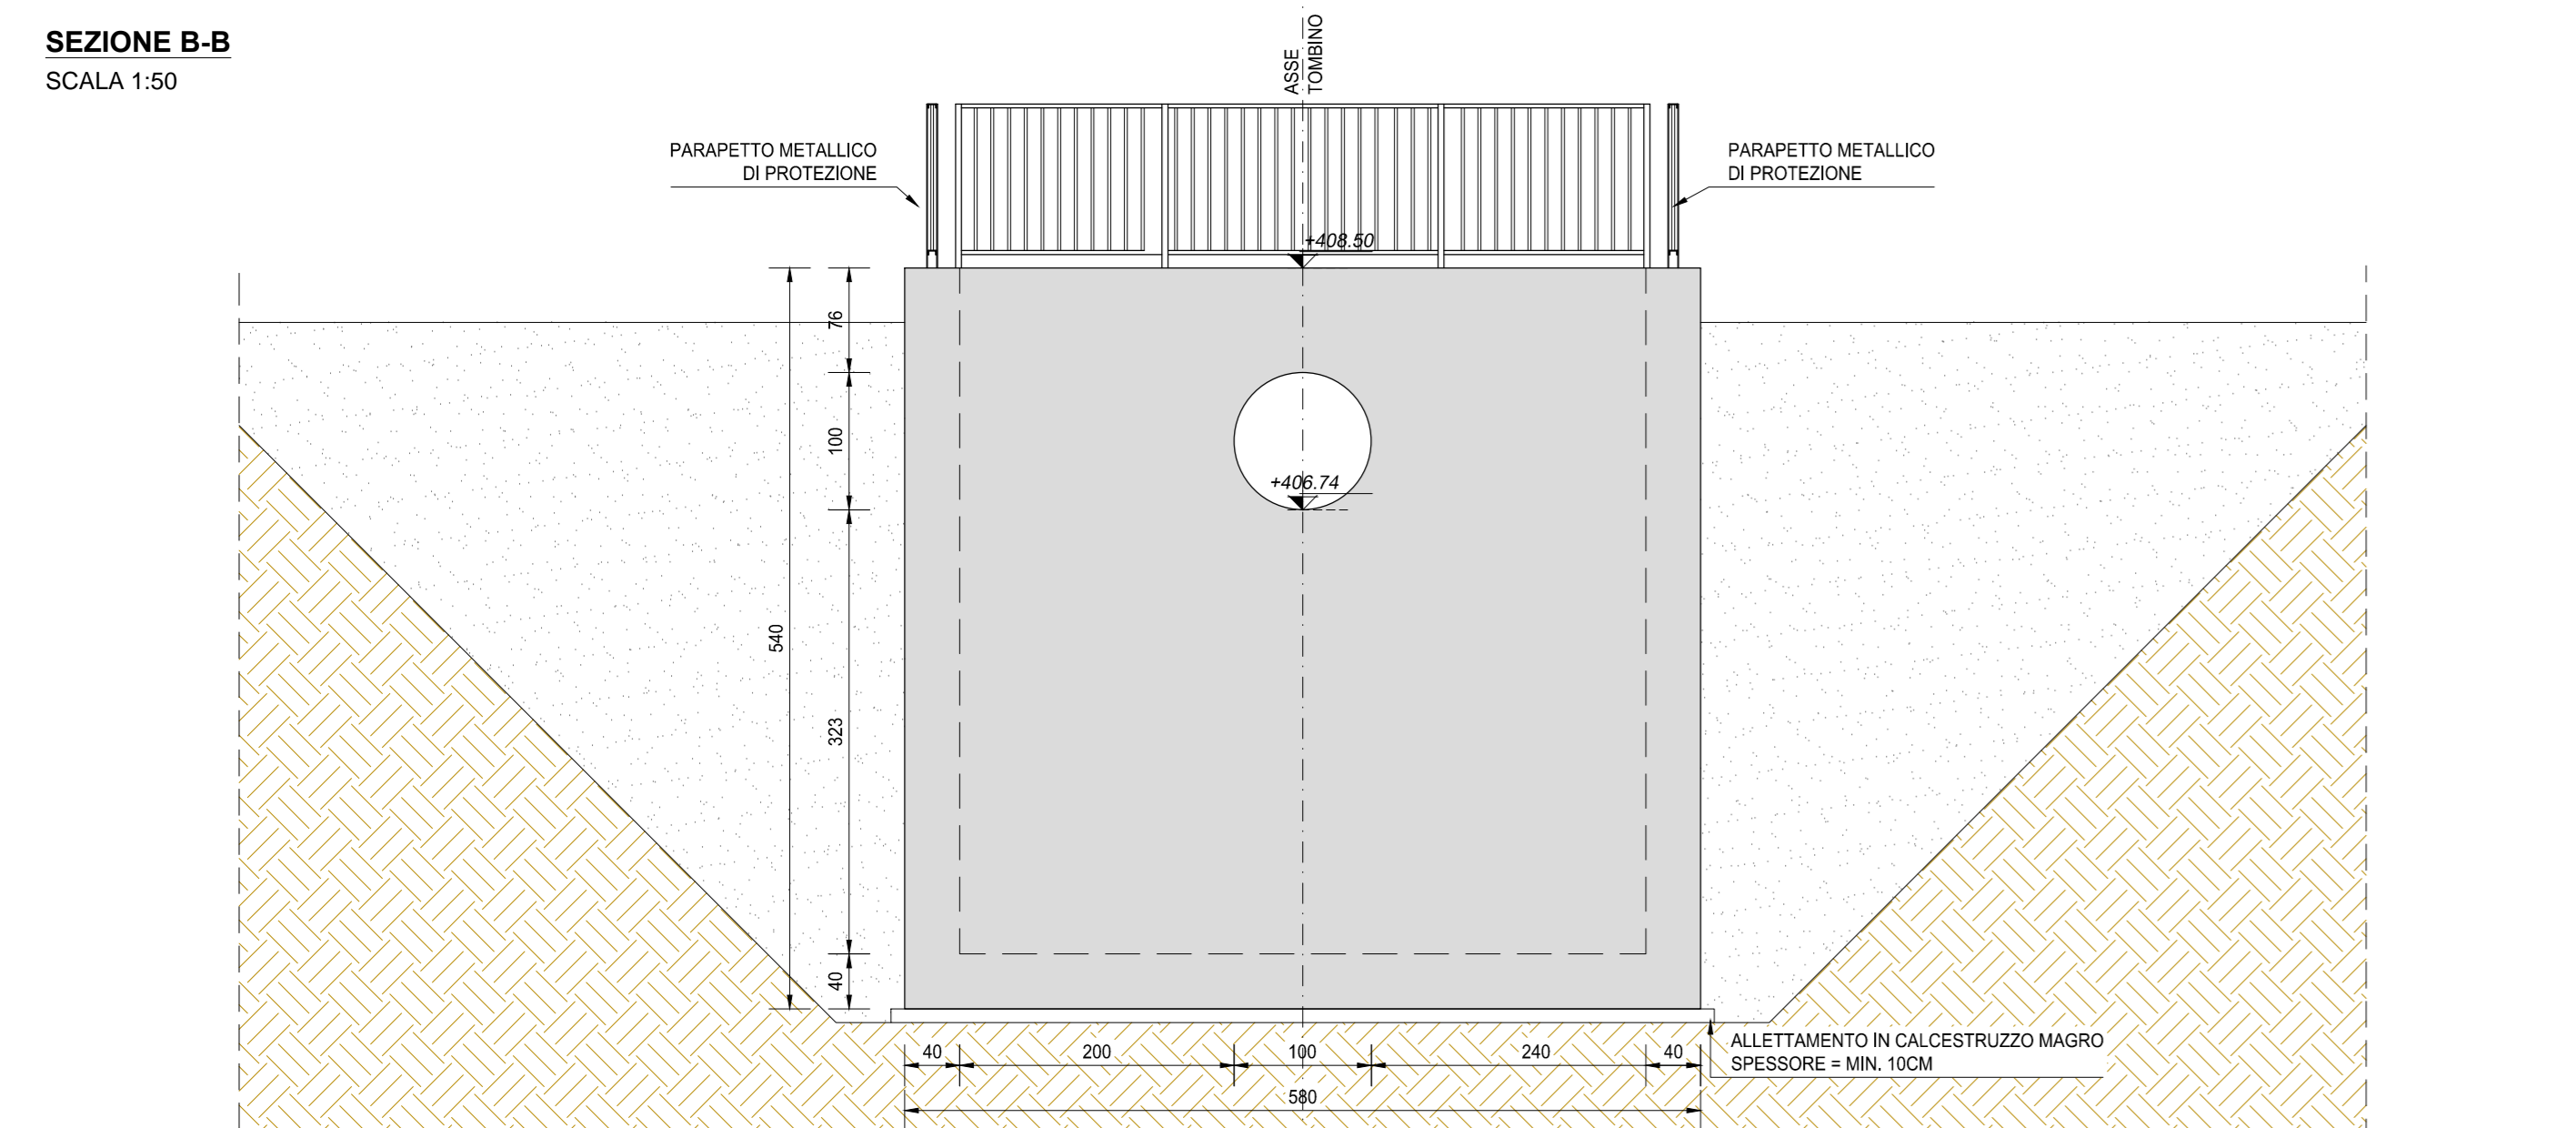 SEZIONE B-B
SCALA 1:50
ASSE
TOMBINO
PARAPETTO METALLICO
DI PROTEZIONE
PARAPETTO METALLICO
DI PROTEZIONE
+408.50
76
100
+406.74
540
323
40
40
200
100
240
40
580
ALLETTAMENTO IN CALCESTRUZZO MAGRO
SPESSORE = MIN. 10CM